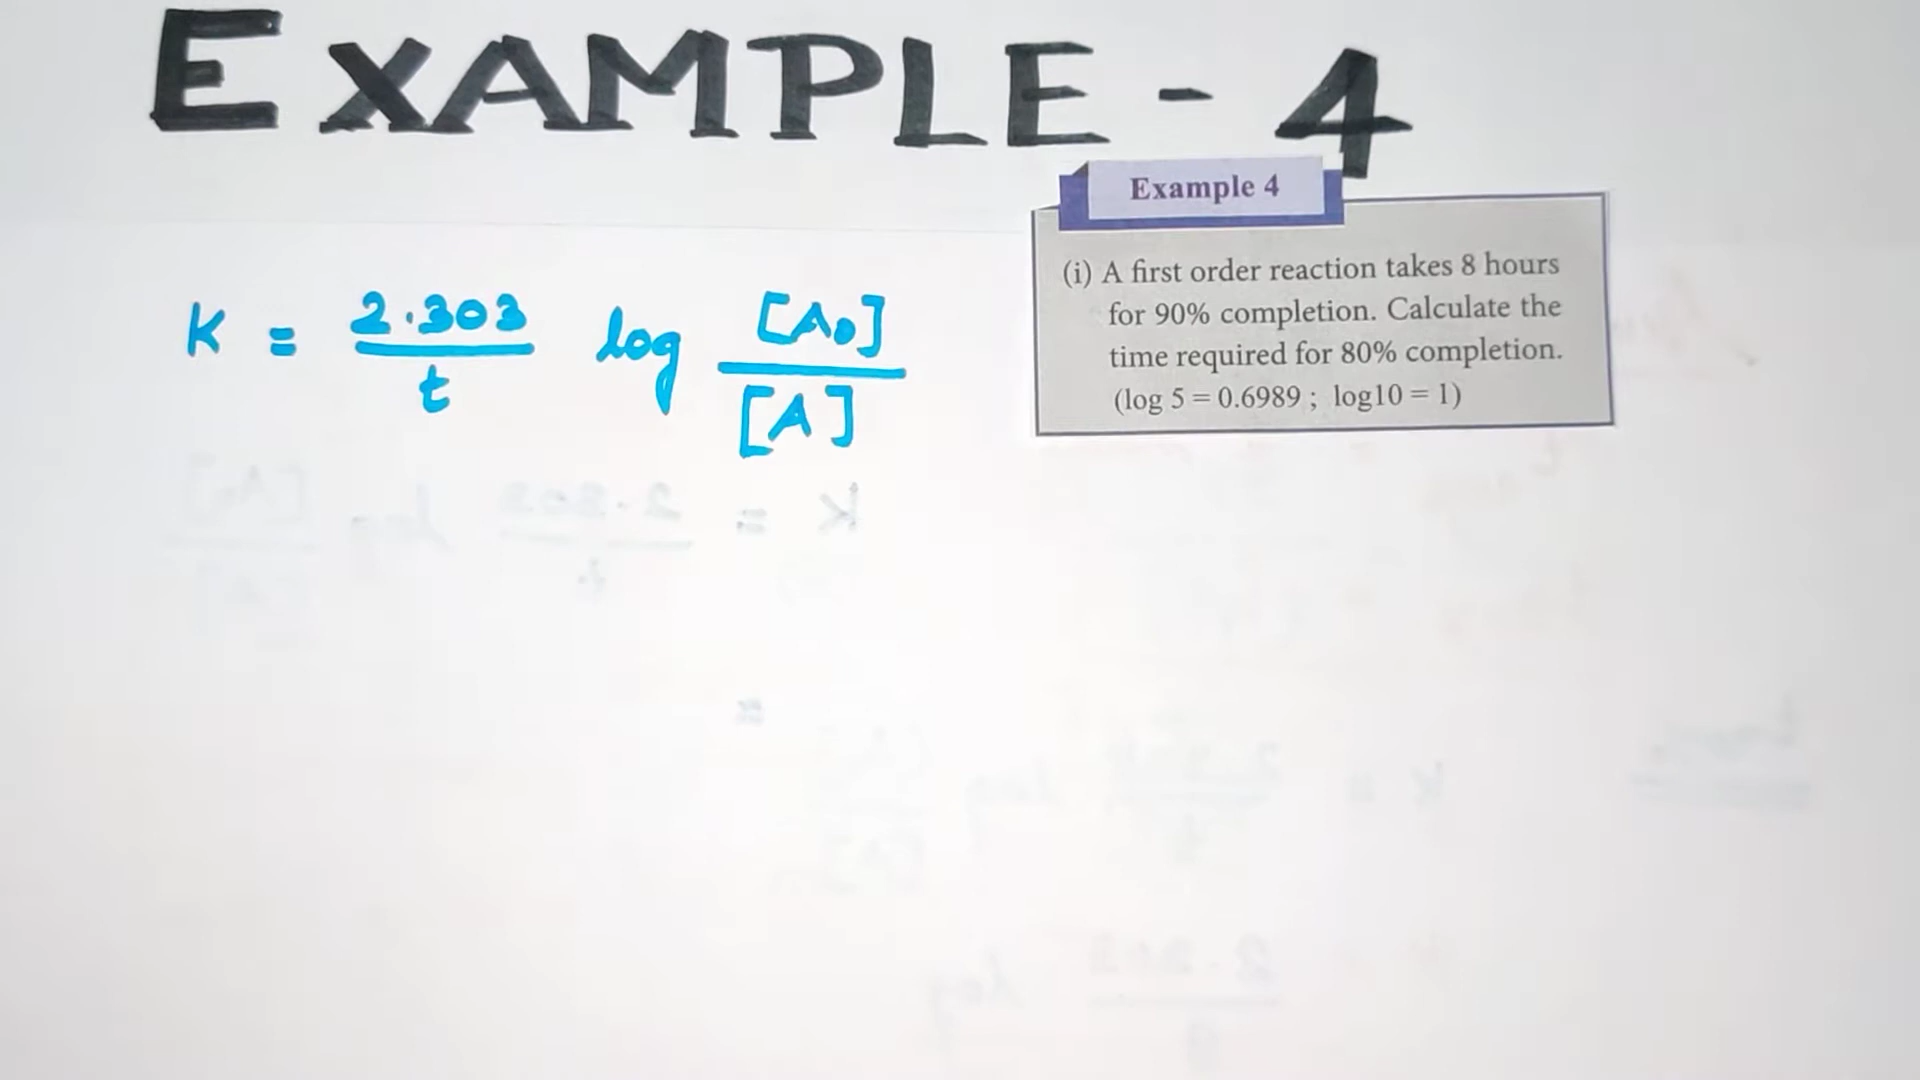 EXAMPLE - 4
Example 4
(i) A first order reaction takes 8 hours
for 90% completion. Calculate the
time required for 80% completion.
(log 5 = 0.6989 ; log10 = 1)
K = 2.303 / t log [A₀] / [A]